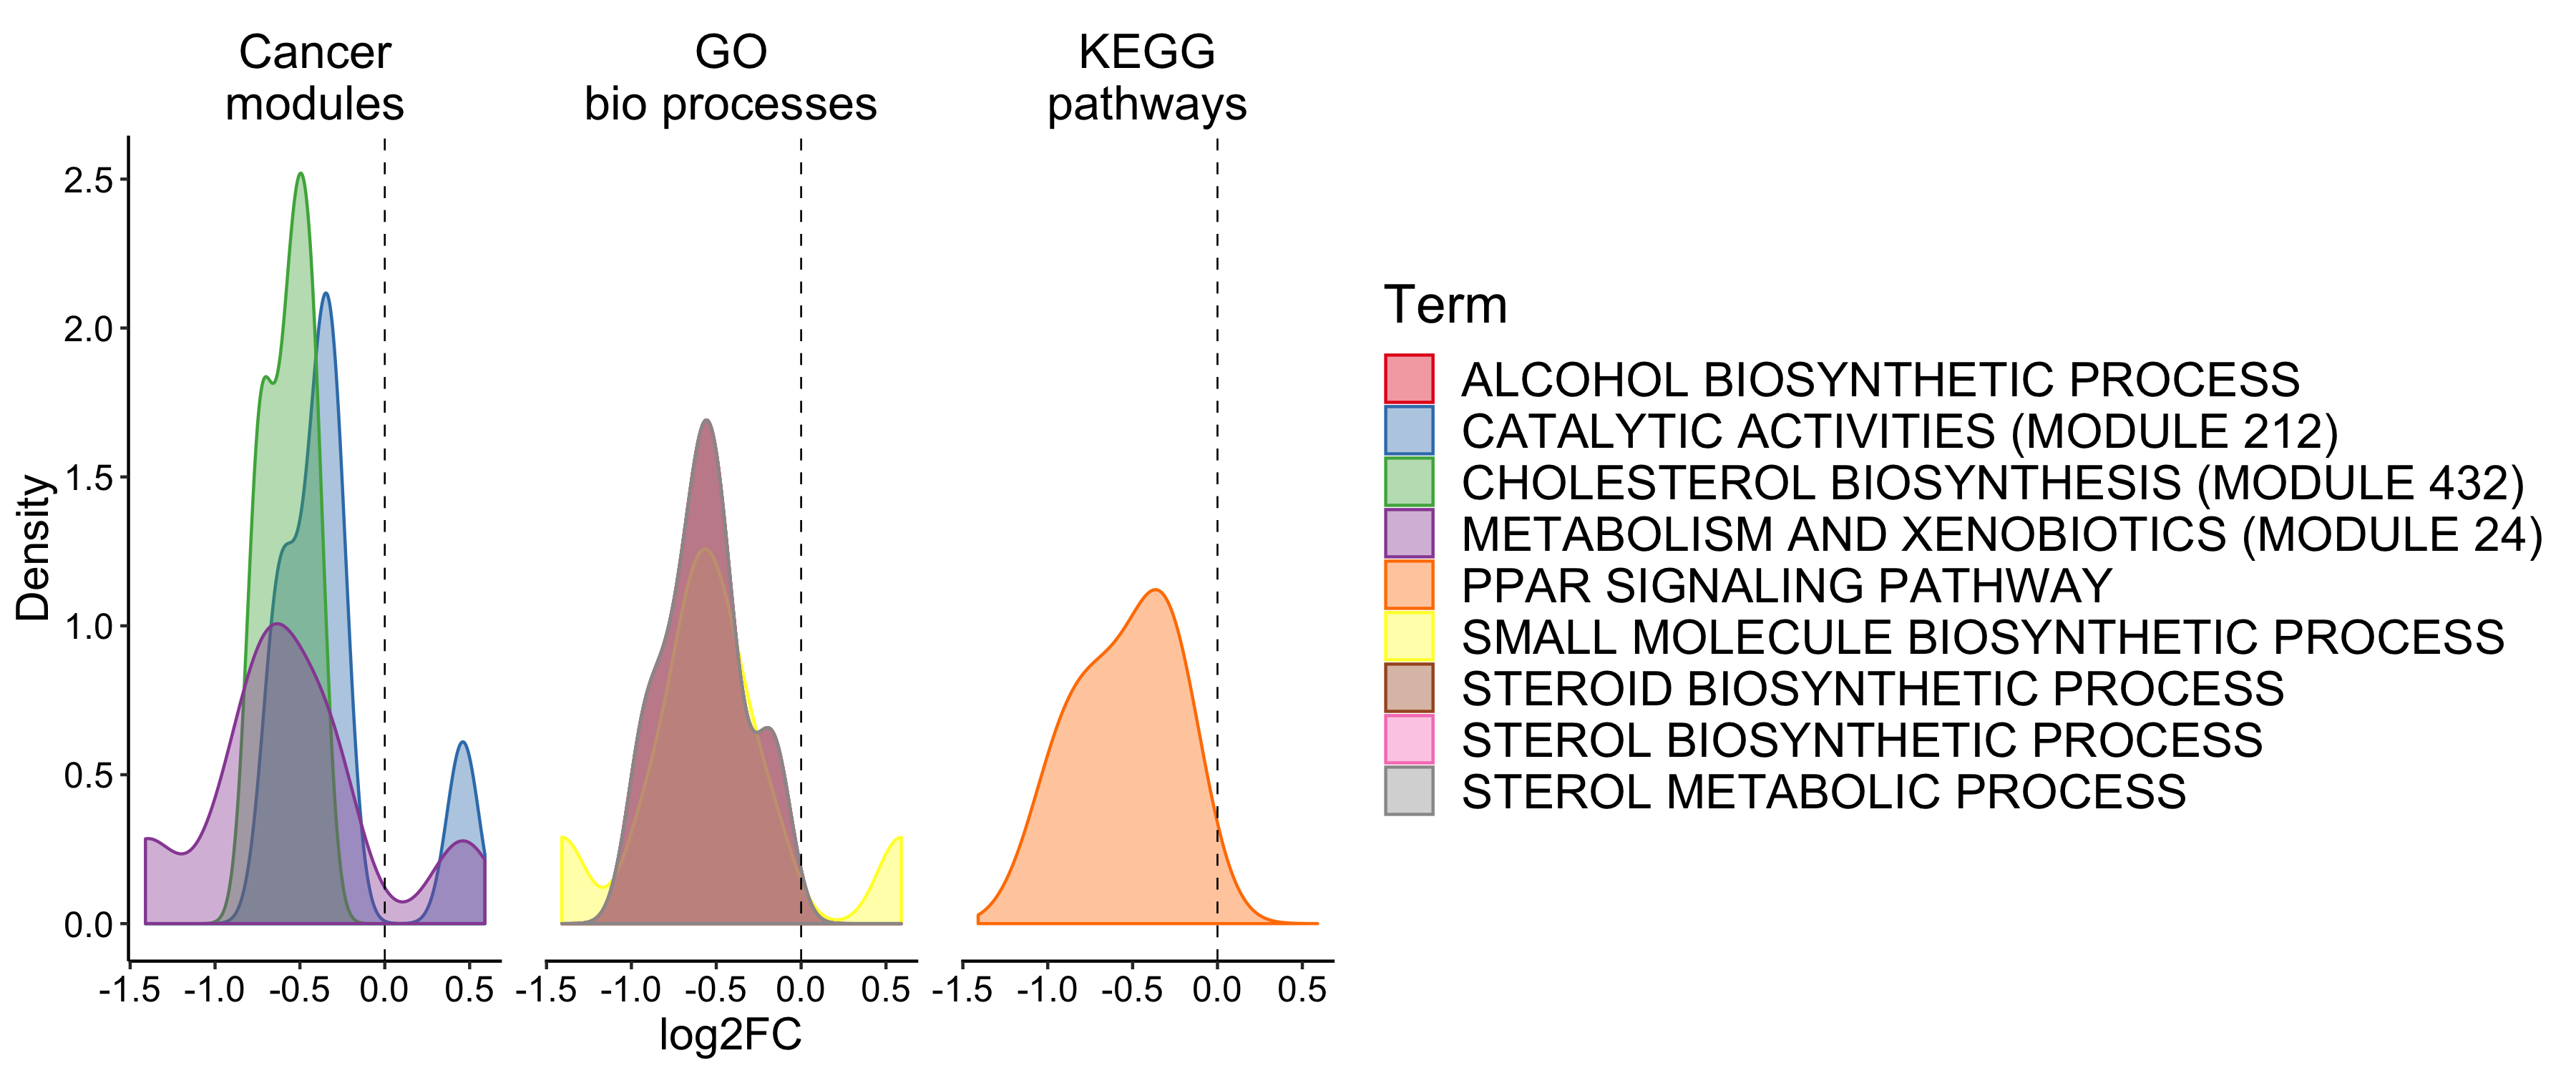 Cancer
modules
GO
bio processes
KEGG
pathways
Density
2.5
2.0
1.5
1.0
0.5
0.0
-1.5 -1.0 -0.5 0.0 0.5
-1.5 -1.0 -0.5 0.0 0.5
-1.5 -1.0 -0.5 0.0 0.5
log2FC
Term
ALCOHOL BIOSYNTHETIC PROCESS
CATALYTIC ACTIVITIES (MODULE 212)
CHOLESTEROL BIOSYNTHESIS (MODULE 432)
METABOLISM AND XENOBIOTICS (MODULE 24)
PPAR SIGNALING PATHWAY
SMALL MOLECULE BIOSYNTHETIC PROCESS
STEROID BIOSYNTHETIC PROCESS
STEROL BIOSYNTHETIC PROCESS
STEROL METABOLIC PROCESS